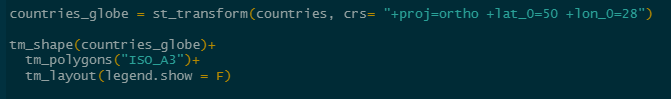 countries_globe = st_transform(countries, crs= "+proj=ortho +lat_0=50 +lon_0=28")
tm_shape(countries_globe)+
tm_polygons("ISO_A3")+
tm_layout(legend.show = F)